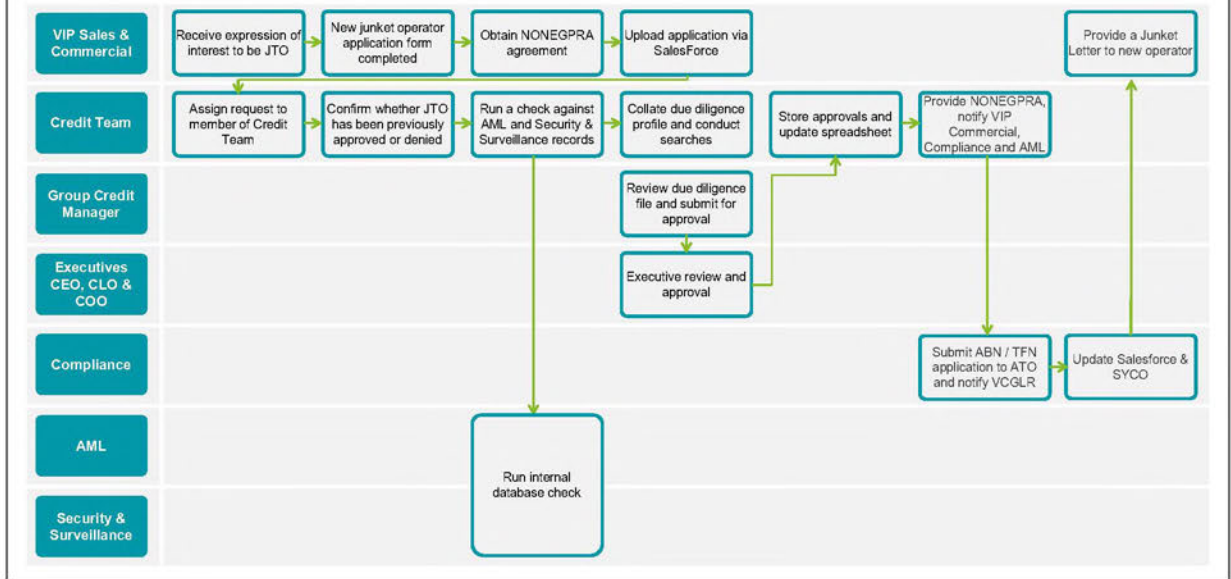 VIP Sales &
Commercial
Receive expression of
interest to be JTO
New junket operator
application form
completed
Obtain NONEGPRA
agreement
Upload application via
SalesForce
Provide a Junket
Letter to new operator
Credit Team
Assign request to
member of Credit
Team
Confirm whether JTO
has been previously
approved or denied
Run a check against
AML and Security &
Surveillance records
Collate due diligence
profile and conduct
searches
Store approvals and
update spreadsheet
Provide NONEGPRA,
notify VIP
Commercial,
Compliance and AML
Group Credit
Manager
Review due diligence
file and submit for
approval
Executives
CEO, CLO &
COO
Executive review and
approval
Compliance
Submit ABN / TFN
application to ATO
and notify VCGLR
Update Salesforce &
SYCO
AML
Run internal
database check
Security &
Surveillance